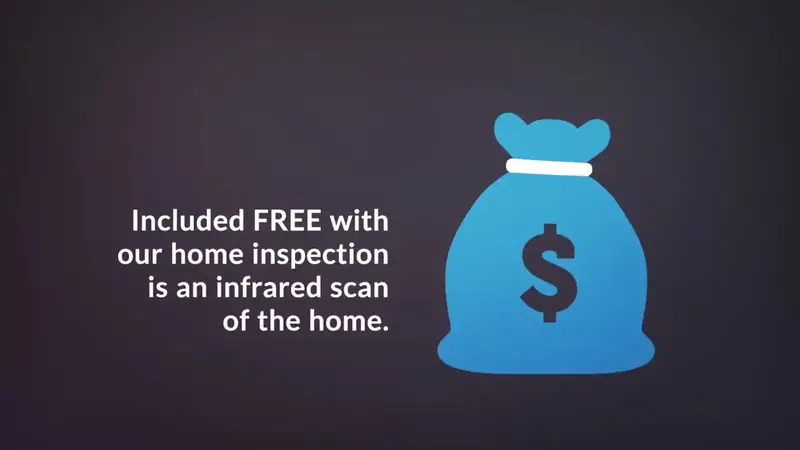 Included FREE with
our home inspection
is an infrared scan
of the home.
$